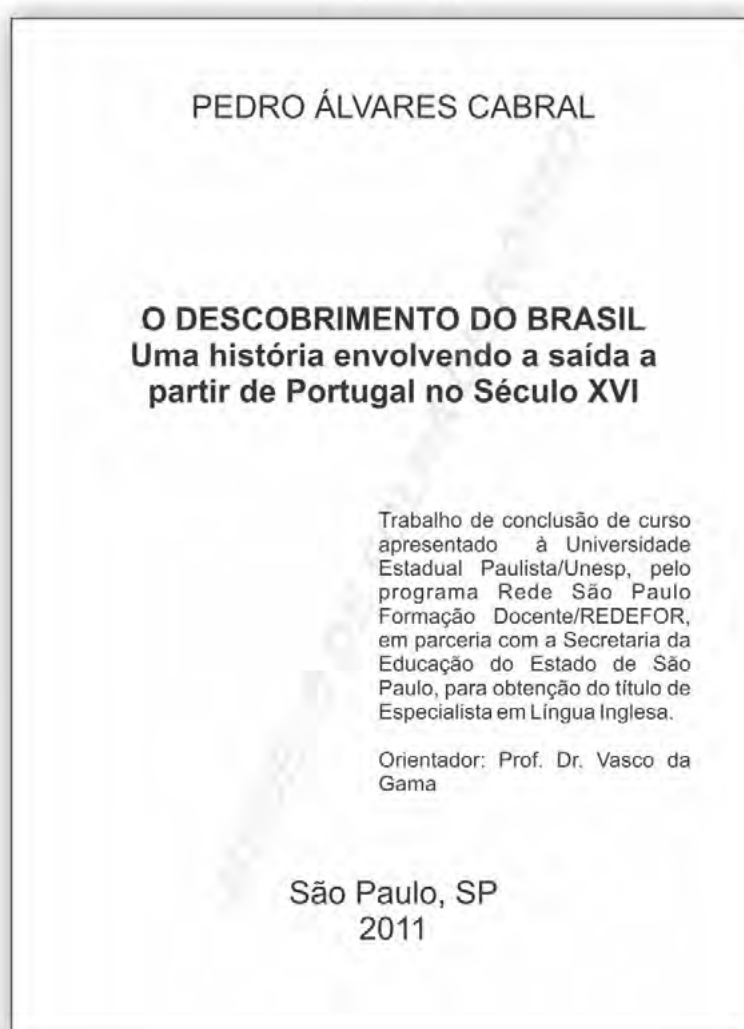 PEDRO ÁLVARES CABRAL
O DESCOBRIMENTO DO BRASIL
Uma história envolvendo a saída a
partir de Portugal no Século XVI
Trabalho de conclusão de curso
apresentado à Universidade
Estadual Paulista/Unesp, pelo
programa Rede São Paulo
Formação Docente/REDEFOR,
em parceria com a Secretaria da
Educação do Estado de São
Paulo, para obtenção do título de
Especialista em Língua Inglesa.
Orientador: Prof. Dr. Vasco da
Gama
São Paulo, SP
2011